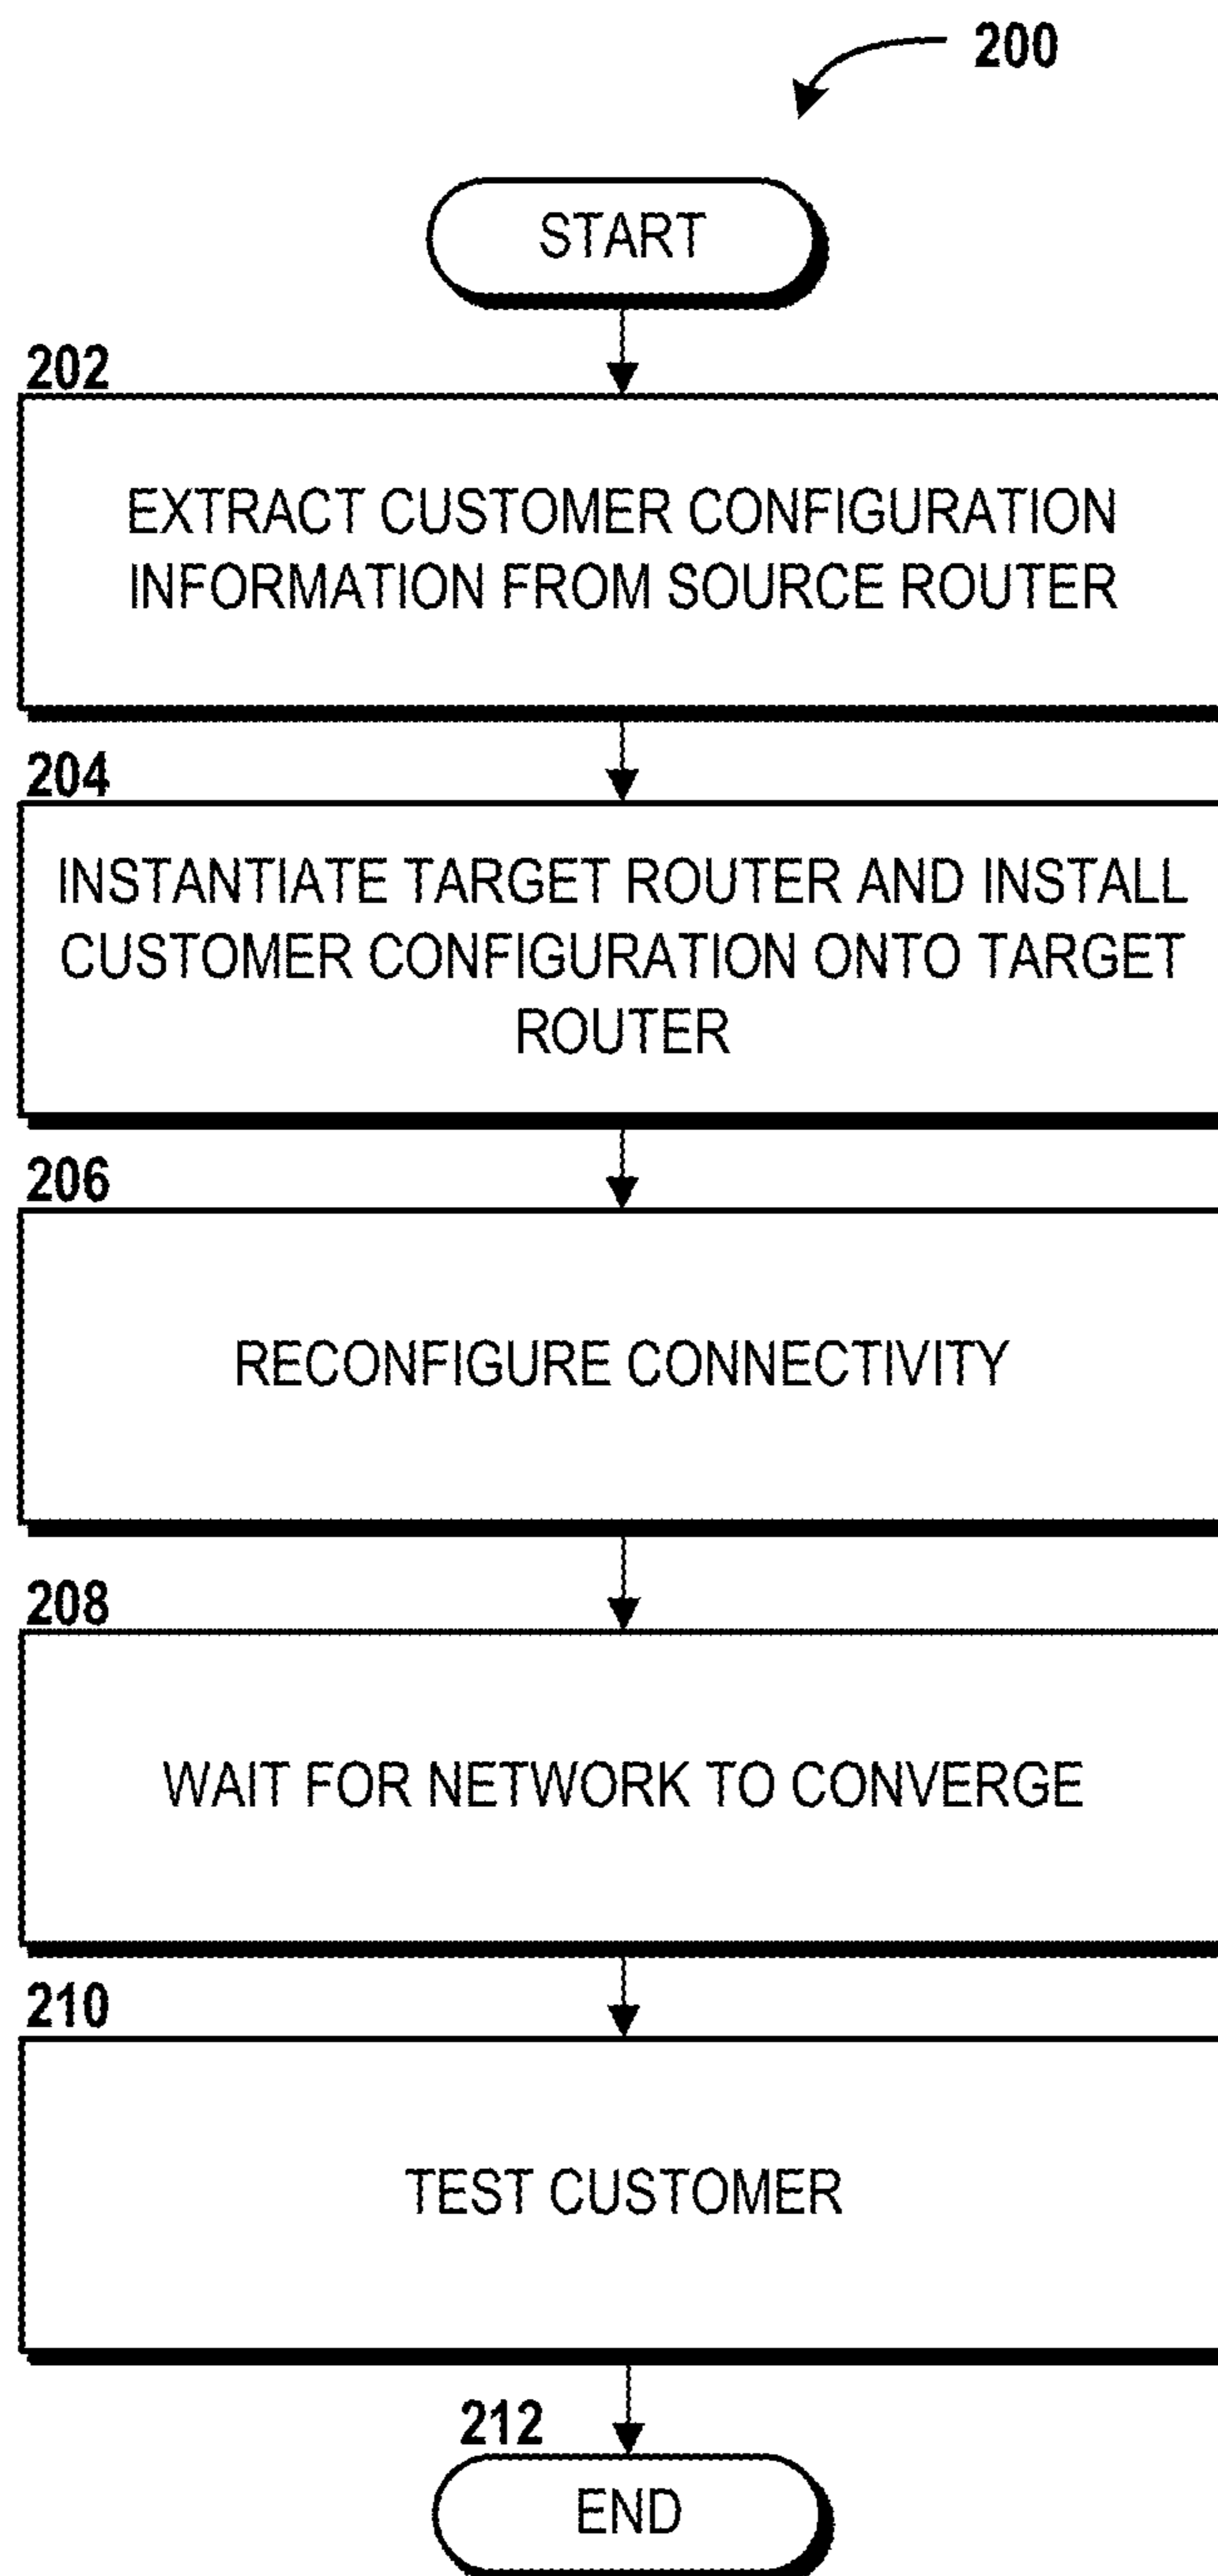 200
START
202
EXTRACT CUSTOMER CONFIGURATION
INFORMATION FROM SOURCE ROUTER
204
INSTANTIATE TARGET ROUTER AND INSTALL
CUSTOMER CONFIGURATION ONTO TARGET
ROUTER
206
RECONFIGURE CONNECTIVITY
208
WAIT FOR NETWORK TO CONVERGE
210
TEST CUSTOMER
212
END